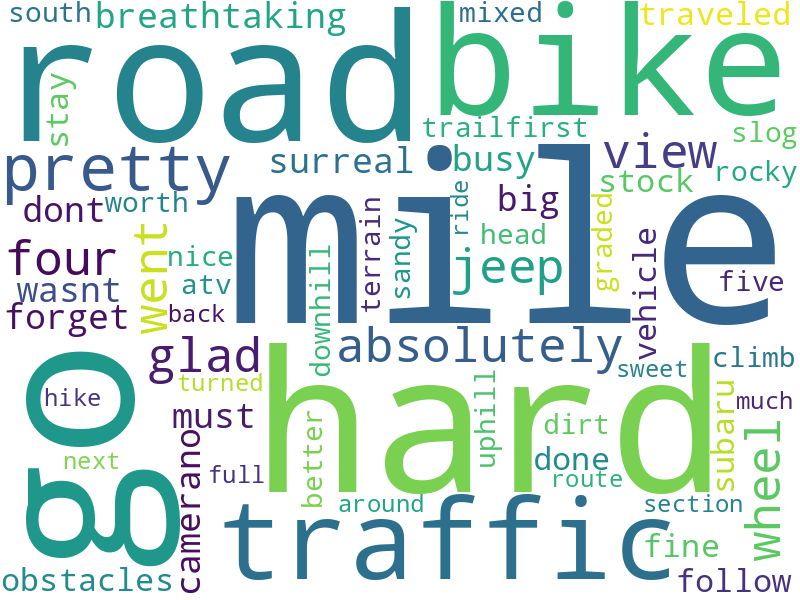 south
breathtaking
mixed
traveled
road
bike
stay
trailfirst
slog
pretty
surreal
busy
view
rocky
stock
dont
worth
mile
ride
big
terrain
sandy
graded
head
went
four
nice
jeep
vehicle
wasnt
atv
downhill
five
forget
back
absolutely
glad
climb
go
hike
turned
hard
sweet
subaru
much
must
uphill
dirt
better
camerano
next
full
done
route
wheel
around
section
traffic
fine
obstacles
follow